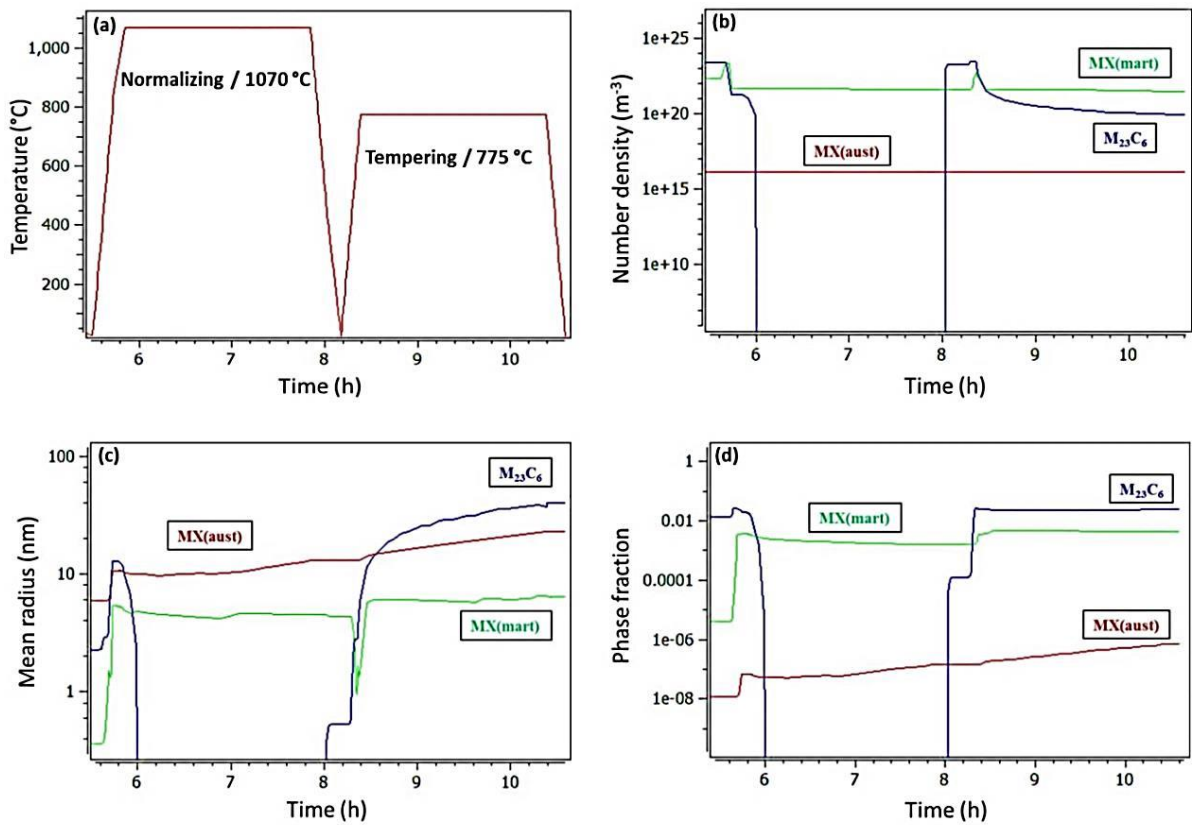 (a)
1,000
800
600
400
200
Temperature (°C)
Normalizing / 1070 °C
Tempering / 775 °C
6 7 8 9 10
Time (h)
(b)
1e+25
1e+20
1e+15
1e+10
Number density (m⁻³)
MX(mart)
M₂₃C₆
MX(aust)
6 7 8 9 10
Time (h)
(c)
100
10
1
Mean radius (nm)
M₂₃C₆
MX(aust)
MX(mart)
6 7 8 9 10
Time (h)
(d)
1
0.01
0.0001
1e-06
1e-08
Phase fraction
M₂₃C₆
MX(mart)
MX(aust)
6 7 8 9 10
Time (h)